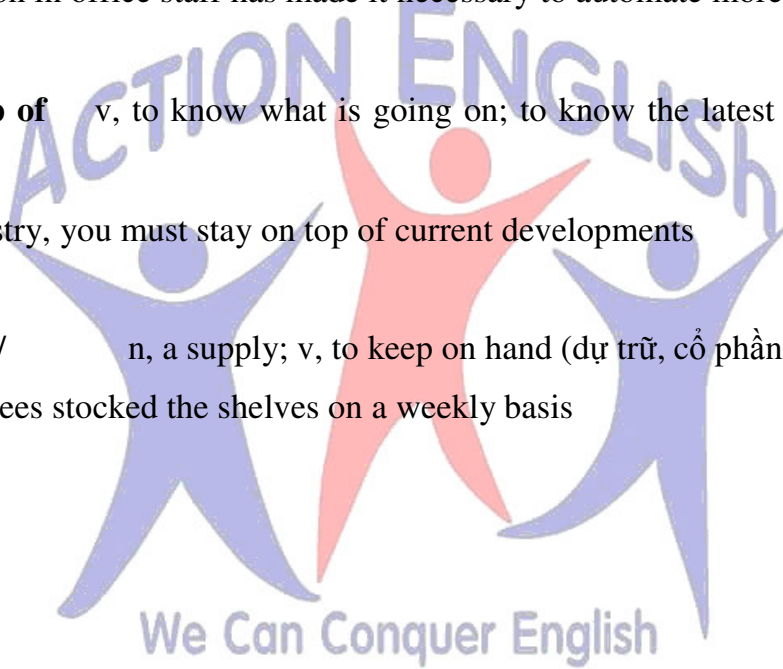 on in office staff has made it necessary to automate more
ACTION ENGLISH
of v, to know what is going on; to know the latest
stry, you must stay on top of current developments
/ n, a supply; v, to keep on hand (dự trữ, cổ phần
ees stocked the shelves on a weekly basis
We Can Conquer English